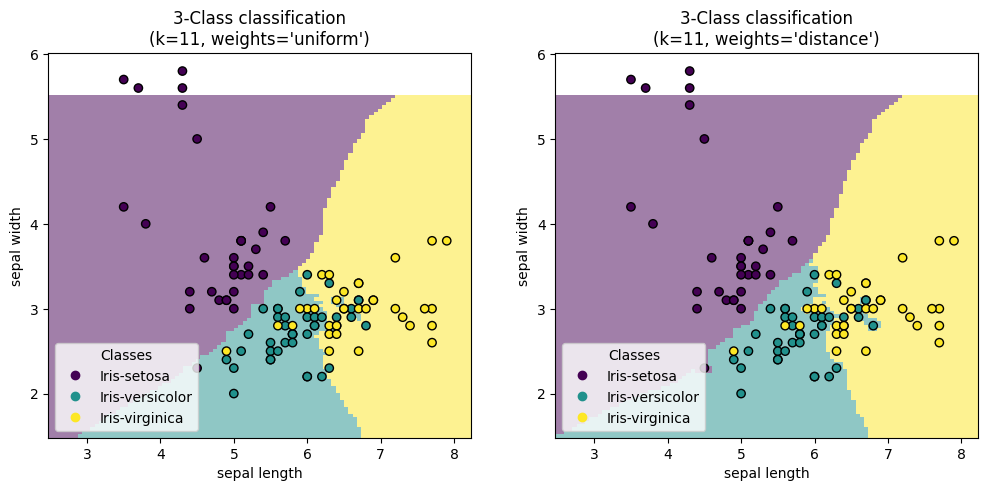 3-Class classification
(k=11, weights='uniform')
6
5
4
3
2
sepal width
3
4
5
6
7
8
sepal length
Classes
Iris-setosa
Iris-versicolor
Iris-virginica
3-Class classification
(k=11, weights='distance')
6
5
4
3
2
sepal width
3
4
5
6
7
8
sepal length
Classes
Iris-setosa
Iris-versicolor
Iris-virginica